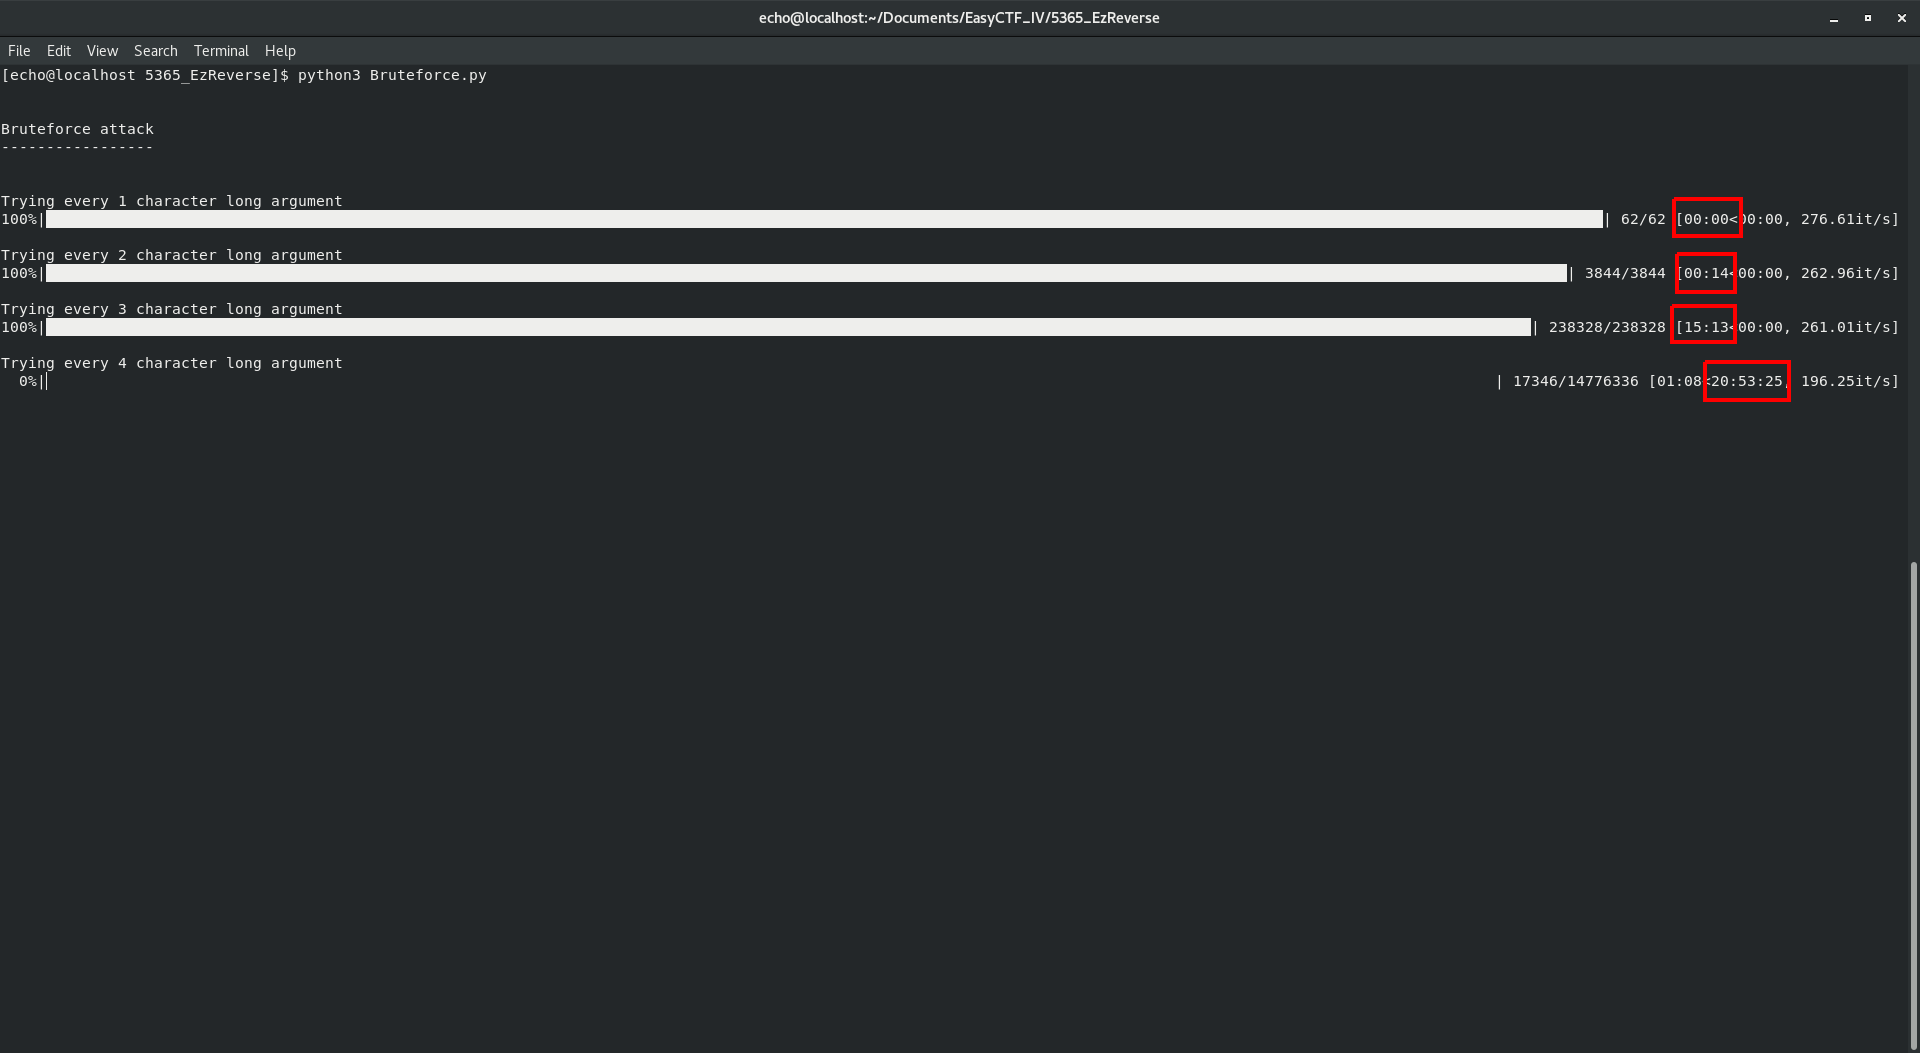 echo@localhost:~/Documents/EasyCTF_IV/5365_EzReverse
File Edit View Search Terminal Help
[echo@localhost 5365_EzReverse]$ python3 Bruteforce.py
Bruteforce attack
-----------------
Trying every 1 character long argument
100%| | 62/62 [00:00<00:00, 276.61it/s]
Trying every 2 character long argument
100%| | 3844/3844 [00:14<00:00, 262.96it/s]
Trying every 3 character long argument
100%| | 238328/238328 [15:13<00:00, 261.01it/s]
Trying every 4 character long argument
0%| | 17346/14776336 [01:08<20:53:25, 196.25it/s]